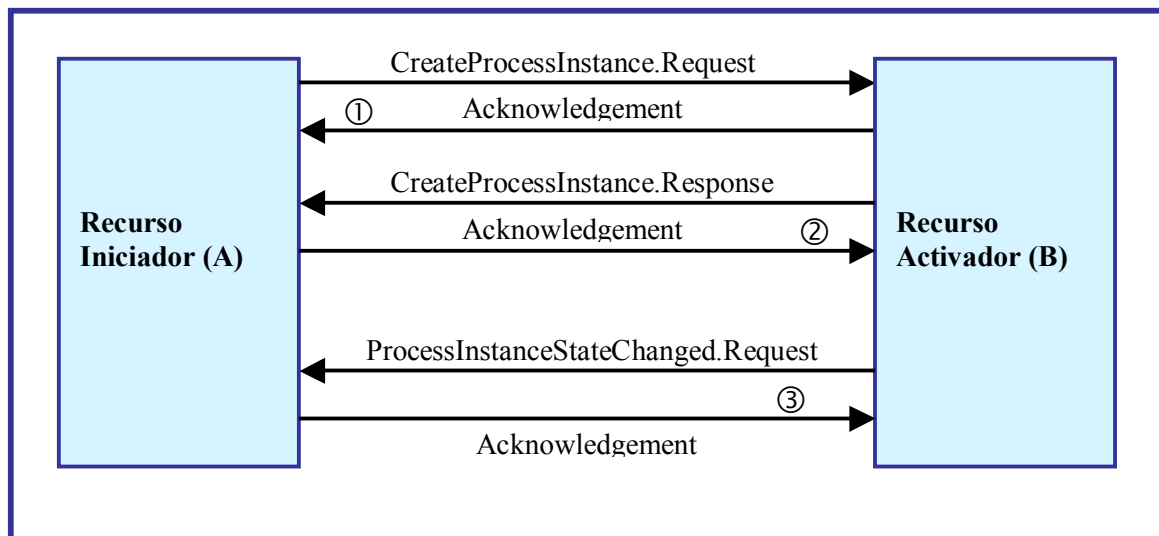 CreateProcessInstance.Request
① Acknowledgement
CreateProcessInstance.Response
Acknowledgement ②
Recurso
Iniciador (A)
Recurso
Activador (B)
ProcessInstanceStateChanged.Request
③
Acknowledgement